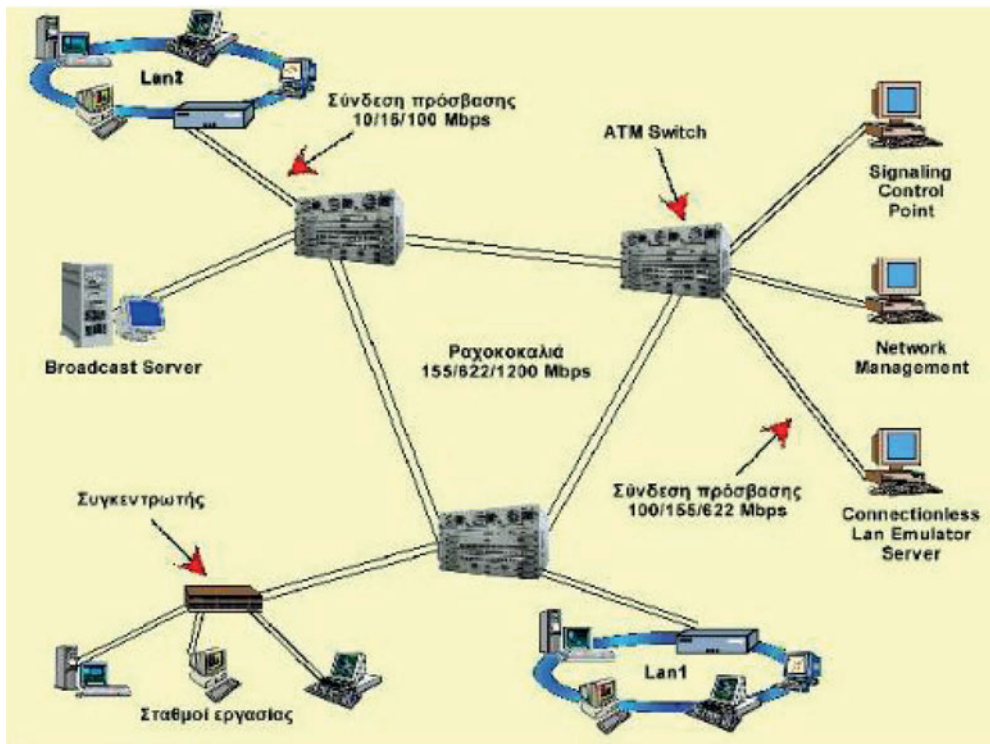 Lan2
Σύνδεση πρόσβασης
10/16/100 Mbps
ATM Switch
Signaling
Control
Point
Broadcast Server
Ραχοκοκαλιά
155/622/1200 Mbps
Network
Management
Συγκεντρωτής
Σύνδεση πρόσβασης
100/155/622 Mbps
Connectionless
Lan Emulator
Server
Lan1
Σταθμοί εργασίας